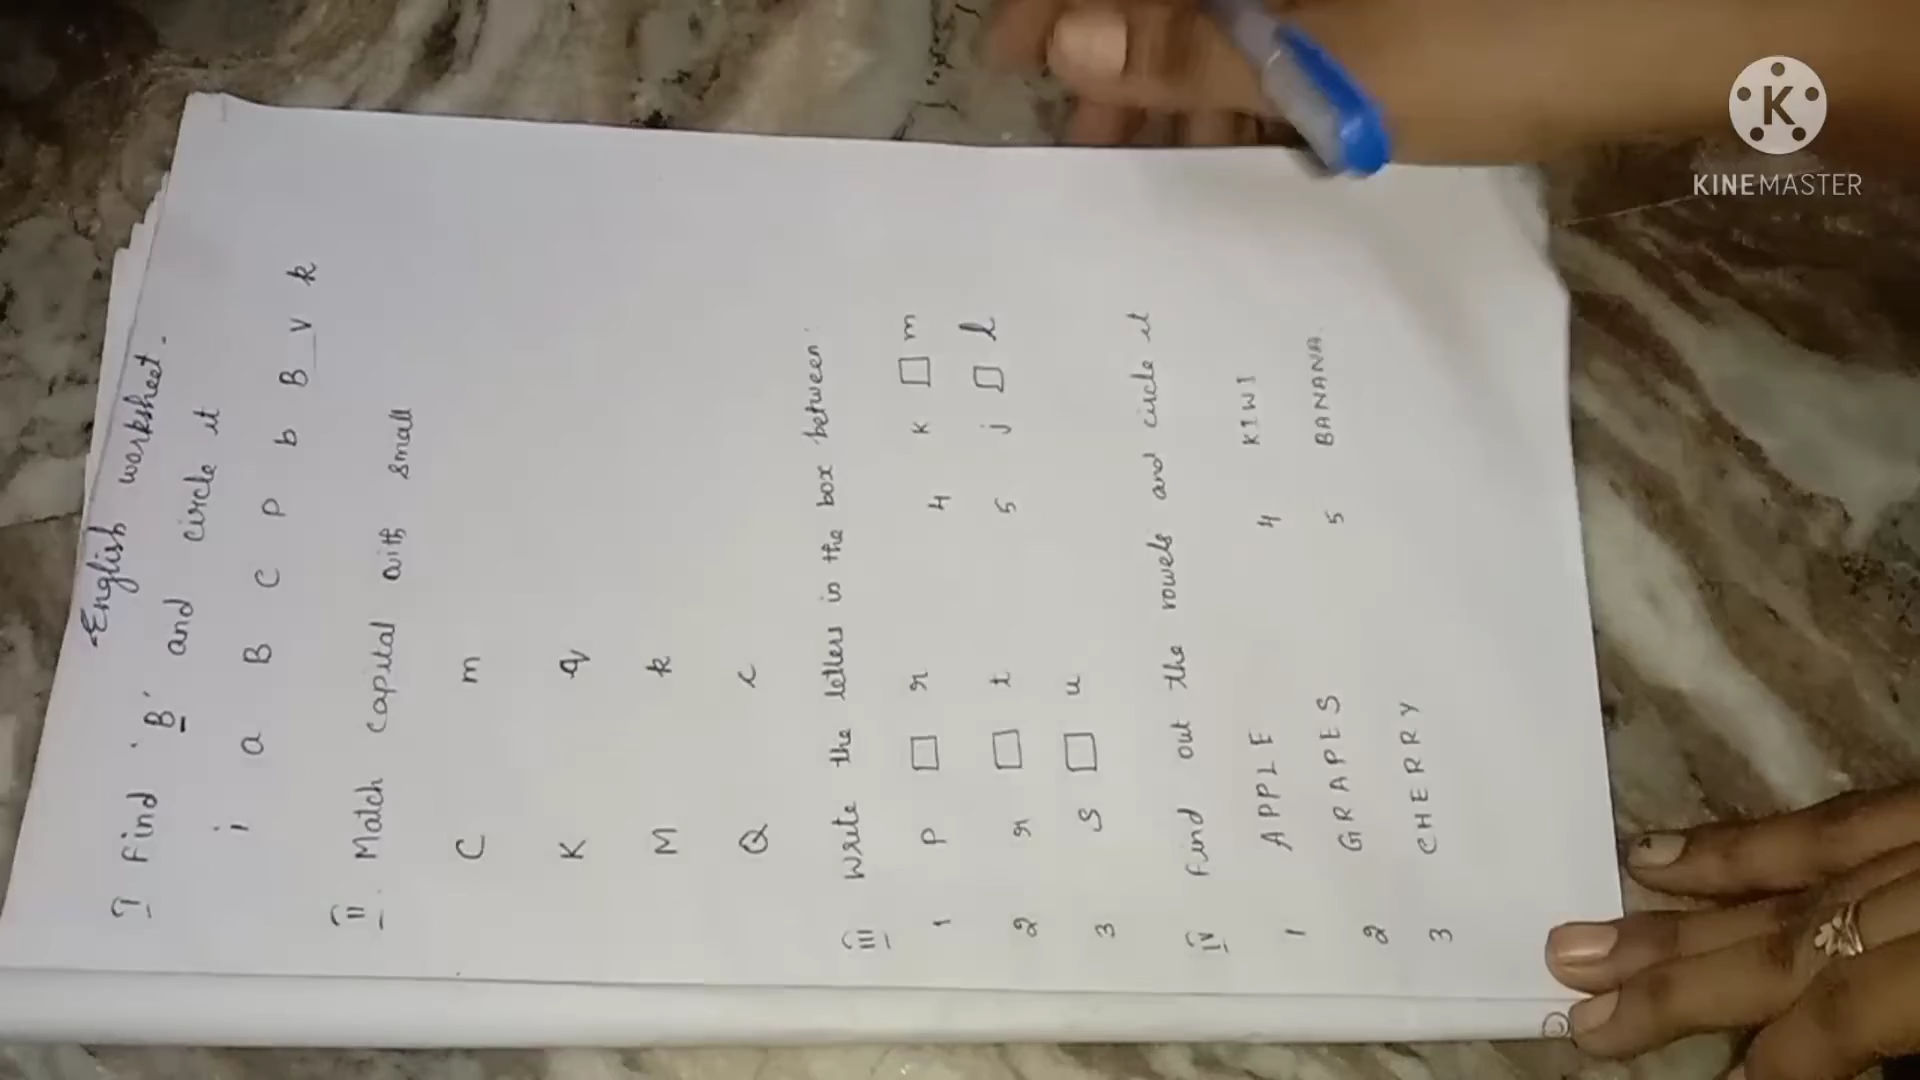 English worksheet.
I Find 'B' and circle it
i a B C P b B v k
II. Match Capital with small
C m
K q
M k
Q c
III Write the letters in the box between:
1 P □ r 4 k □ m
2 r □ t 5 j □ l
3 S □ u
IV Find out the vowels and circle it
1 APPLE 4 KIWI
2 GRAPES 5 BANANA.
3 CHERRY
K
KINEMASTER